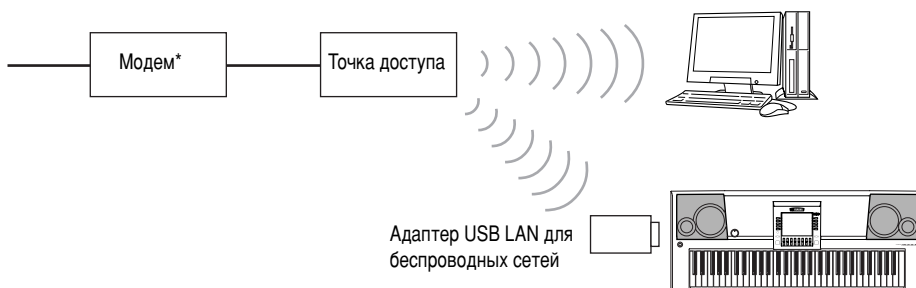 Модем*
Точка доступа
Адаптер USB LAN для
беспроводных сетей